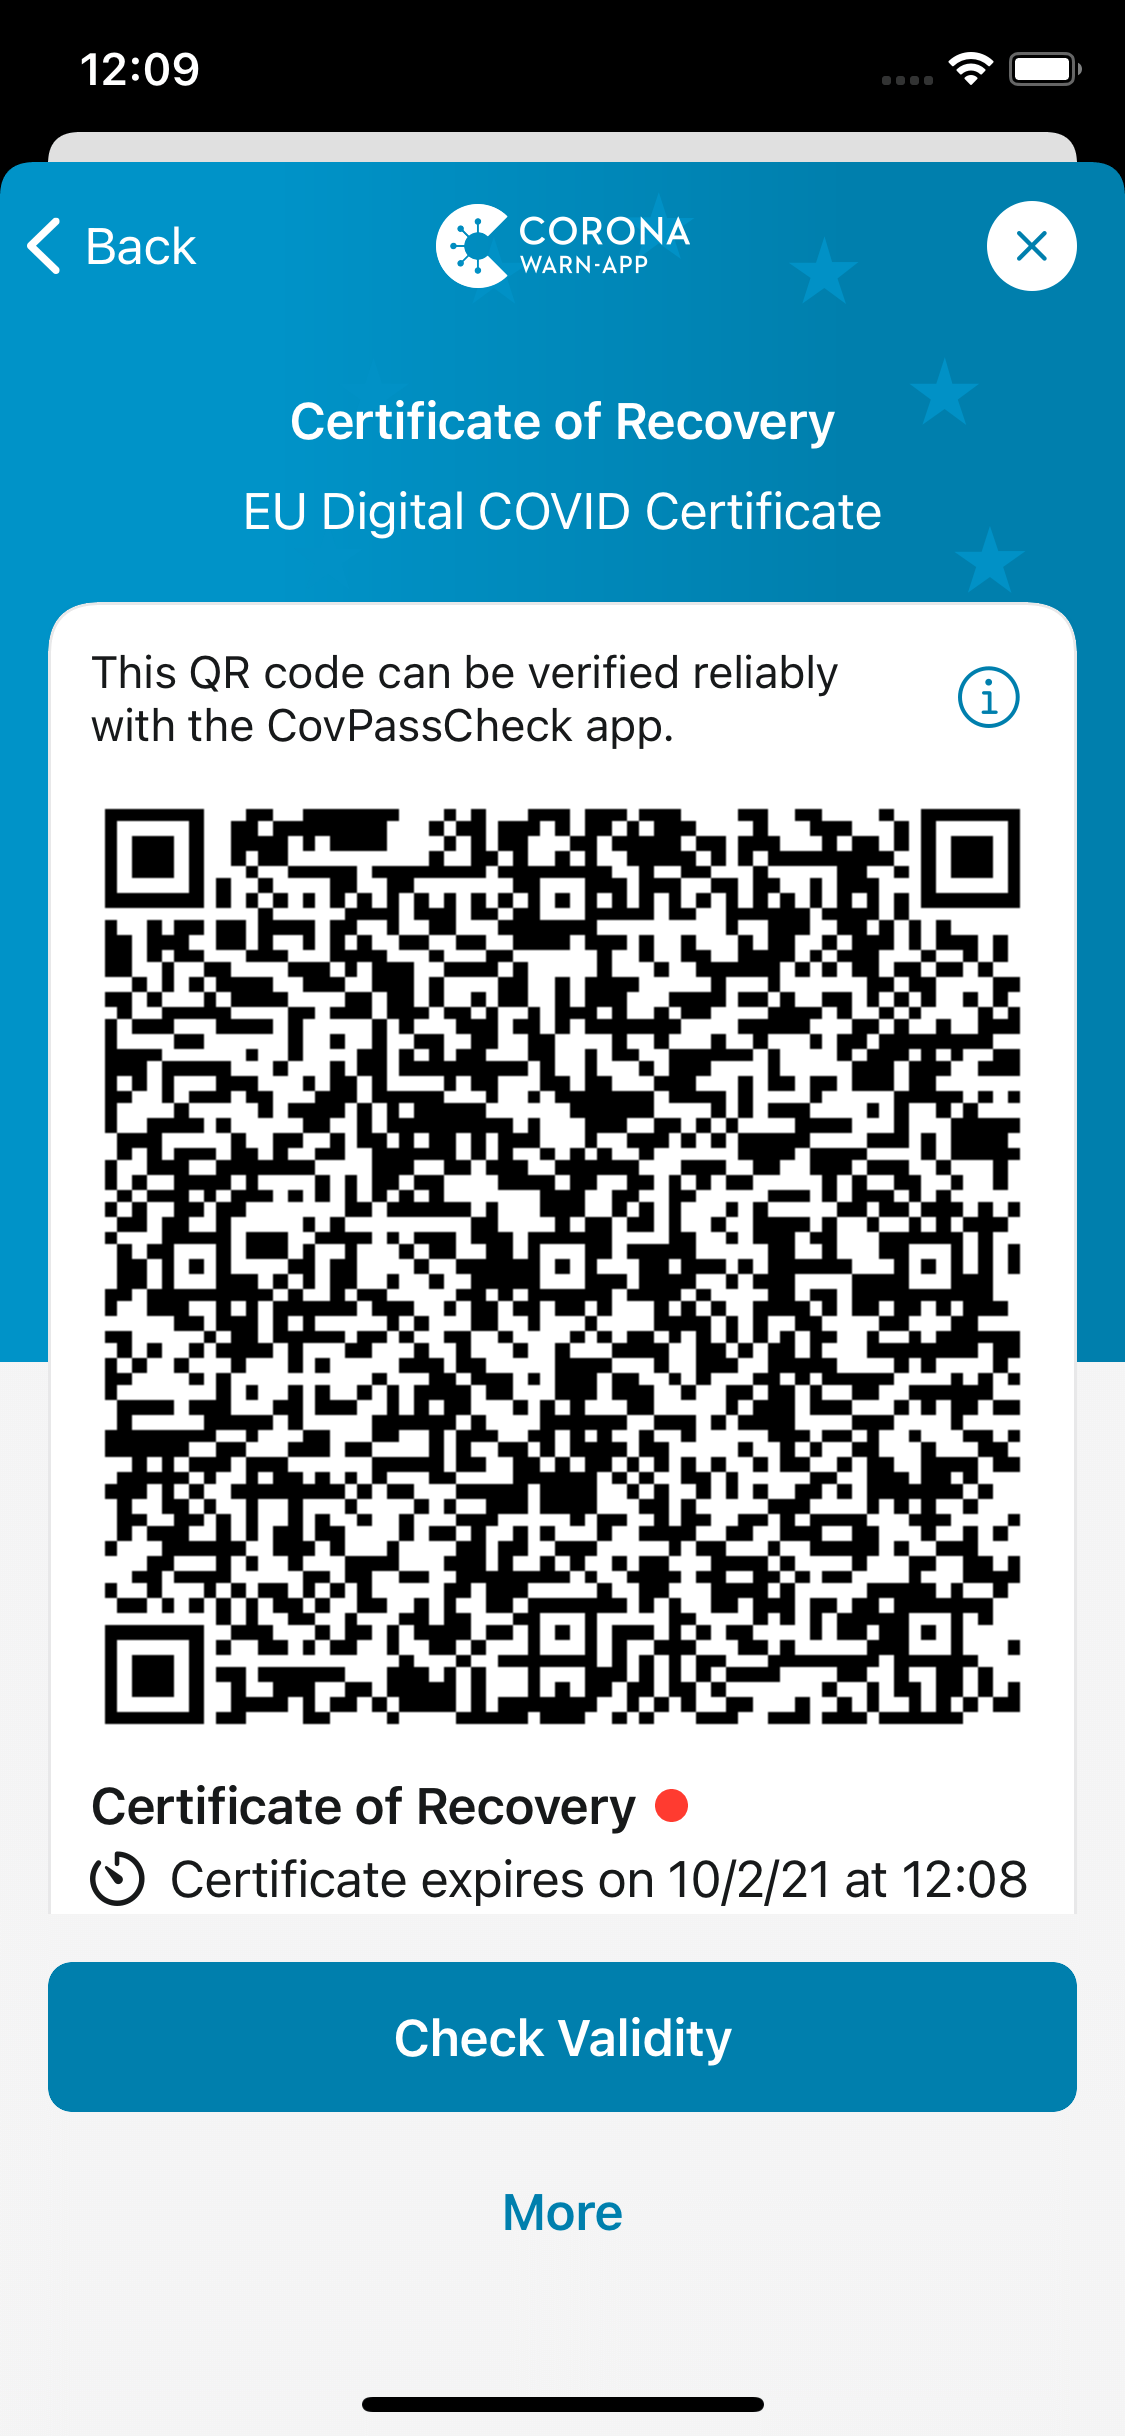 12:09
Back
CORONA
WARN-APP
Certificate of Recovery
EU Digital COVID Certificate
This QR code can be verified reliably
with the CovPassCheck app.
Certificate of Recovery
Certificate expires on 10/2/21 at 12:08
Check Validity
More